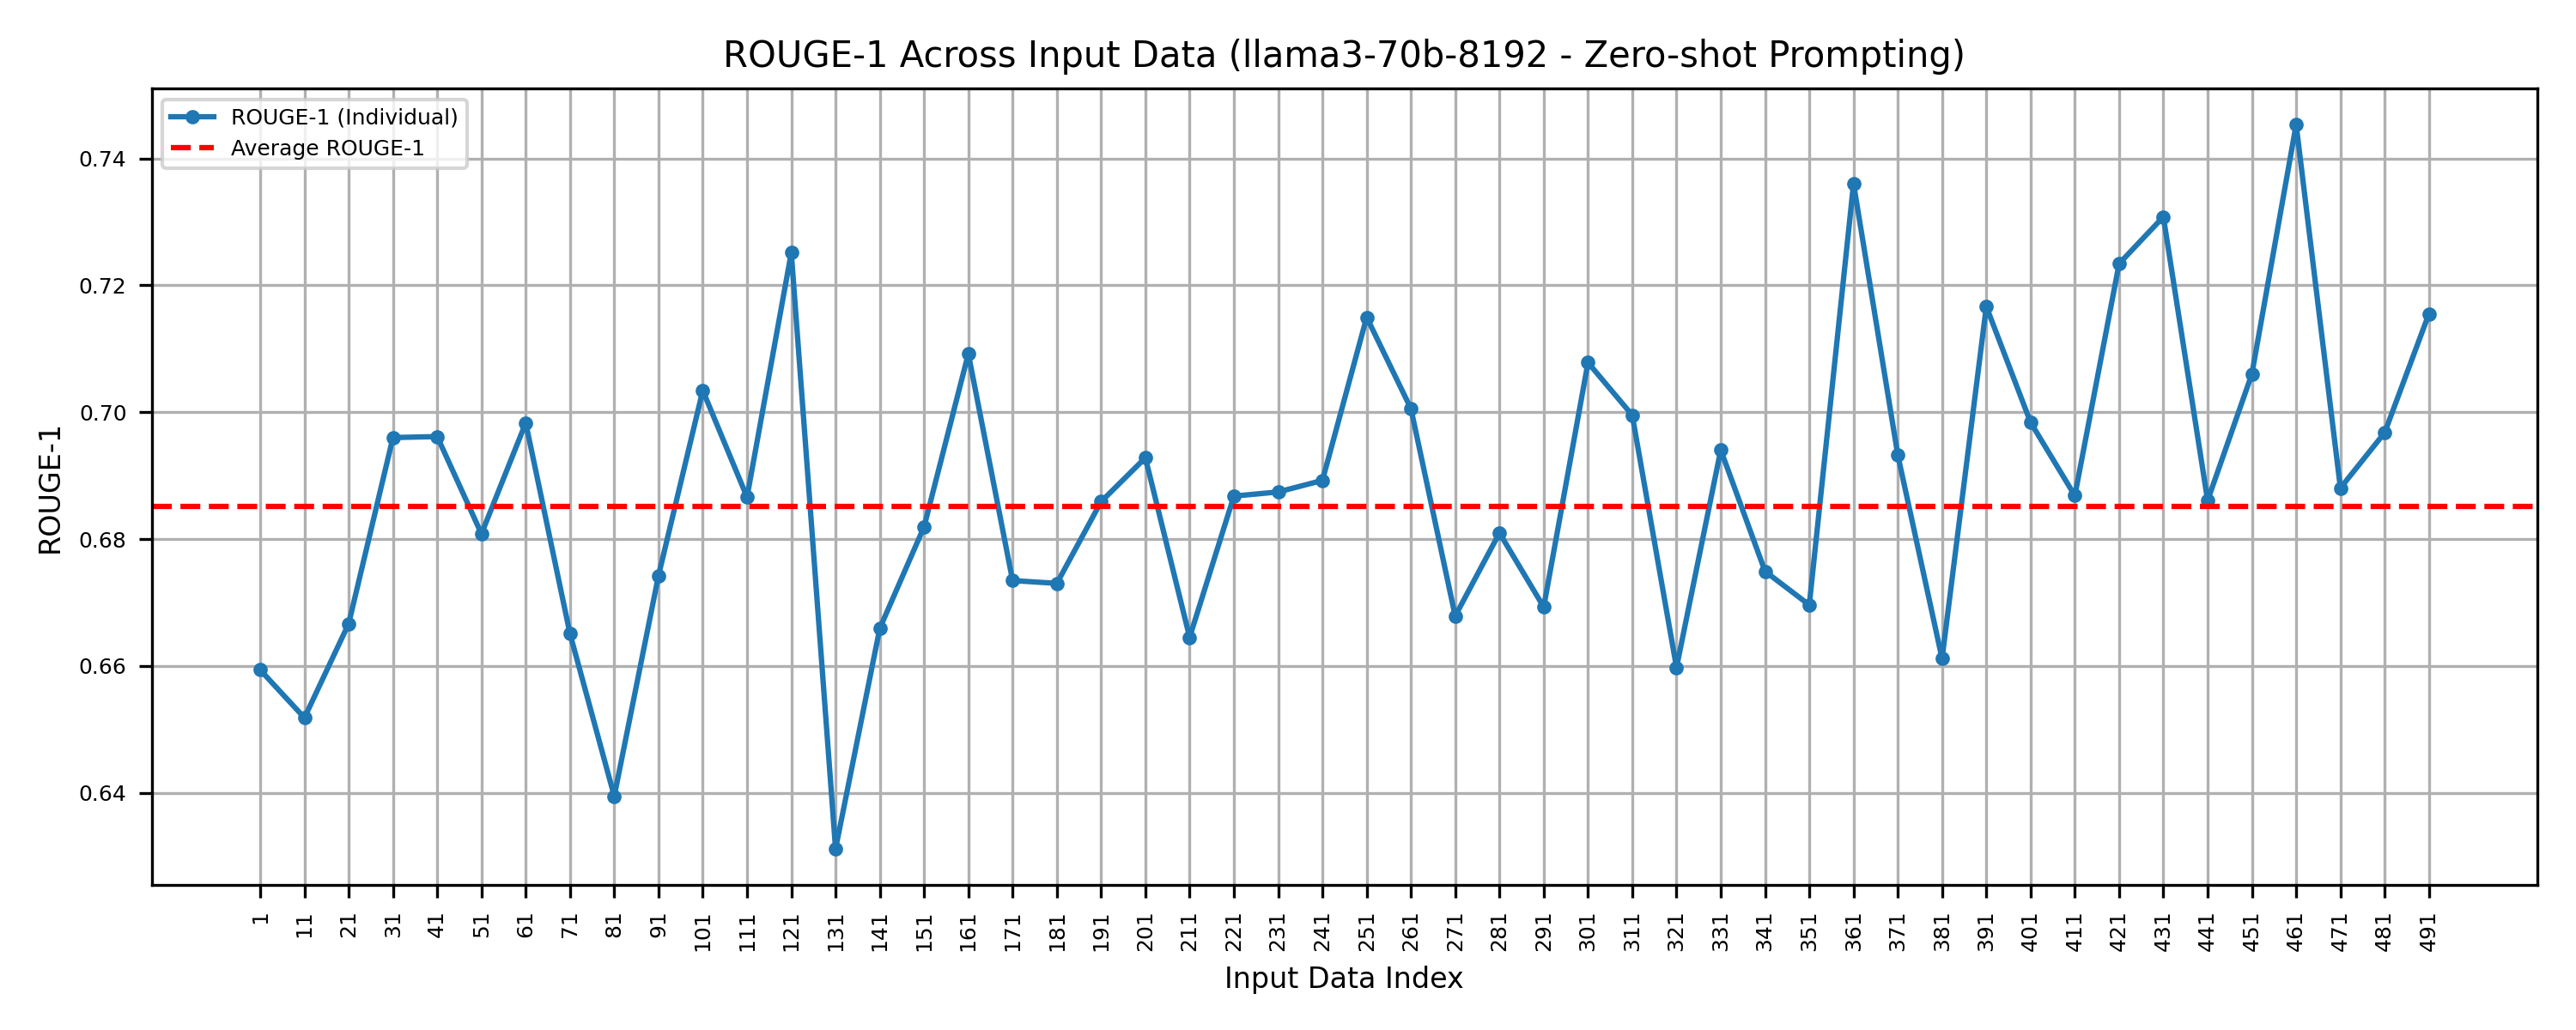 ROUGE-1 Across Input Data (llama3-70b-8192 - Zero-shot Prompting)
ROUGE-1 (Individual)
Average ROUGE-1
0.74
0.72
0.70
0.68
0.66
0.64
ROUGE-1
1 11 21 31 41 51 61 71 81 91 101 111 121 131 141 151 161 171 181 191 201 211 221 231 241 251 261 271 281 291 301 311 321 331 341 351 361 371 381 391 401 411 421 431 441 451 461 471 481 491
Input Data Index